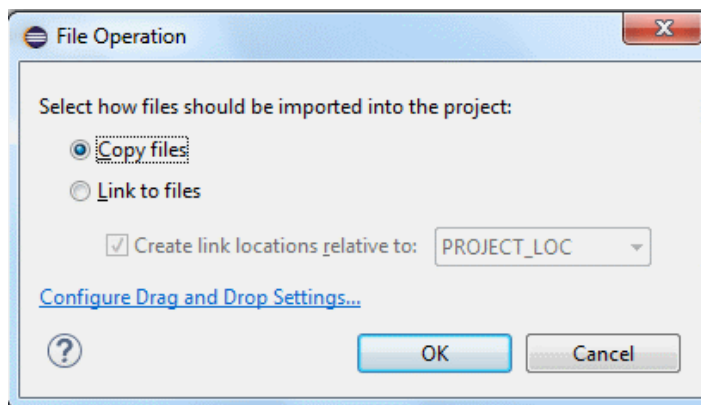 File Operation
Select how files should be imported into the project:
Copy files
Link to files
Create link locations relative to: PROJECT_LOC
Configure Drag and Drop Settings...
? OK Cancel